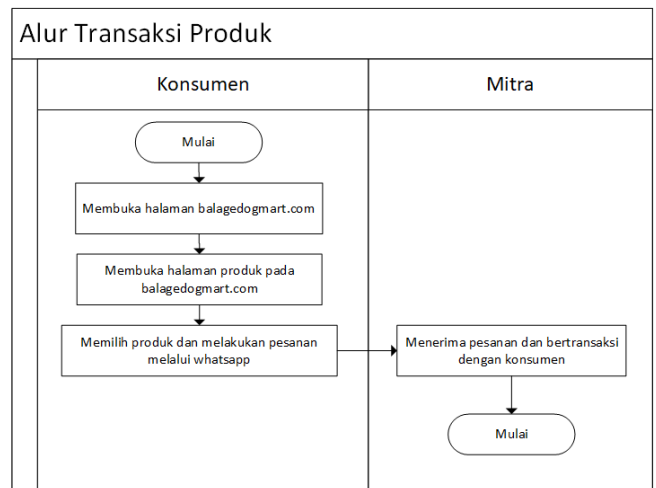 Alur Transaksi Produk
Konsumen
Mitra
Mulai
Membuka halaman balagedogmart.com
Membuka halaman produk pada
balagedogmart.com
Memilih produk dan melakukan pesanan
melalui whatsapp
Menerima pesanan dan bertransaksi
dengan konsumen
Mulai